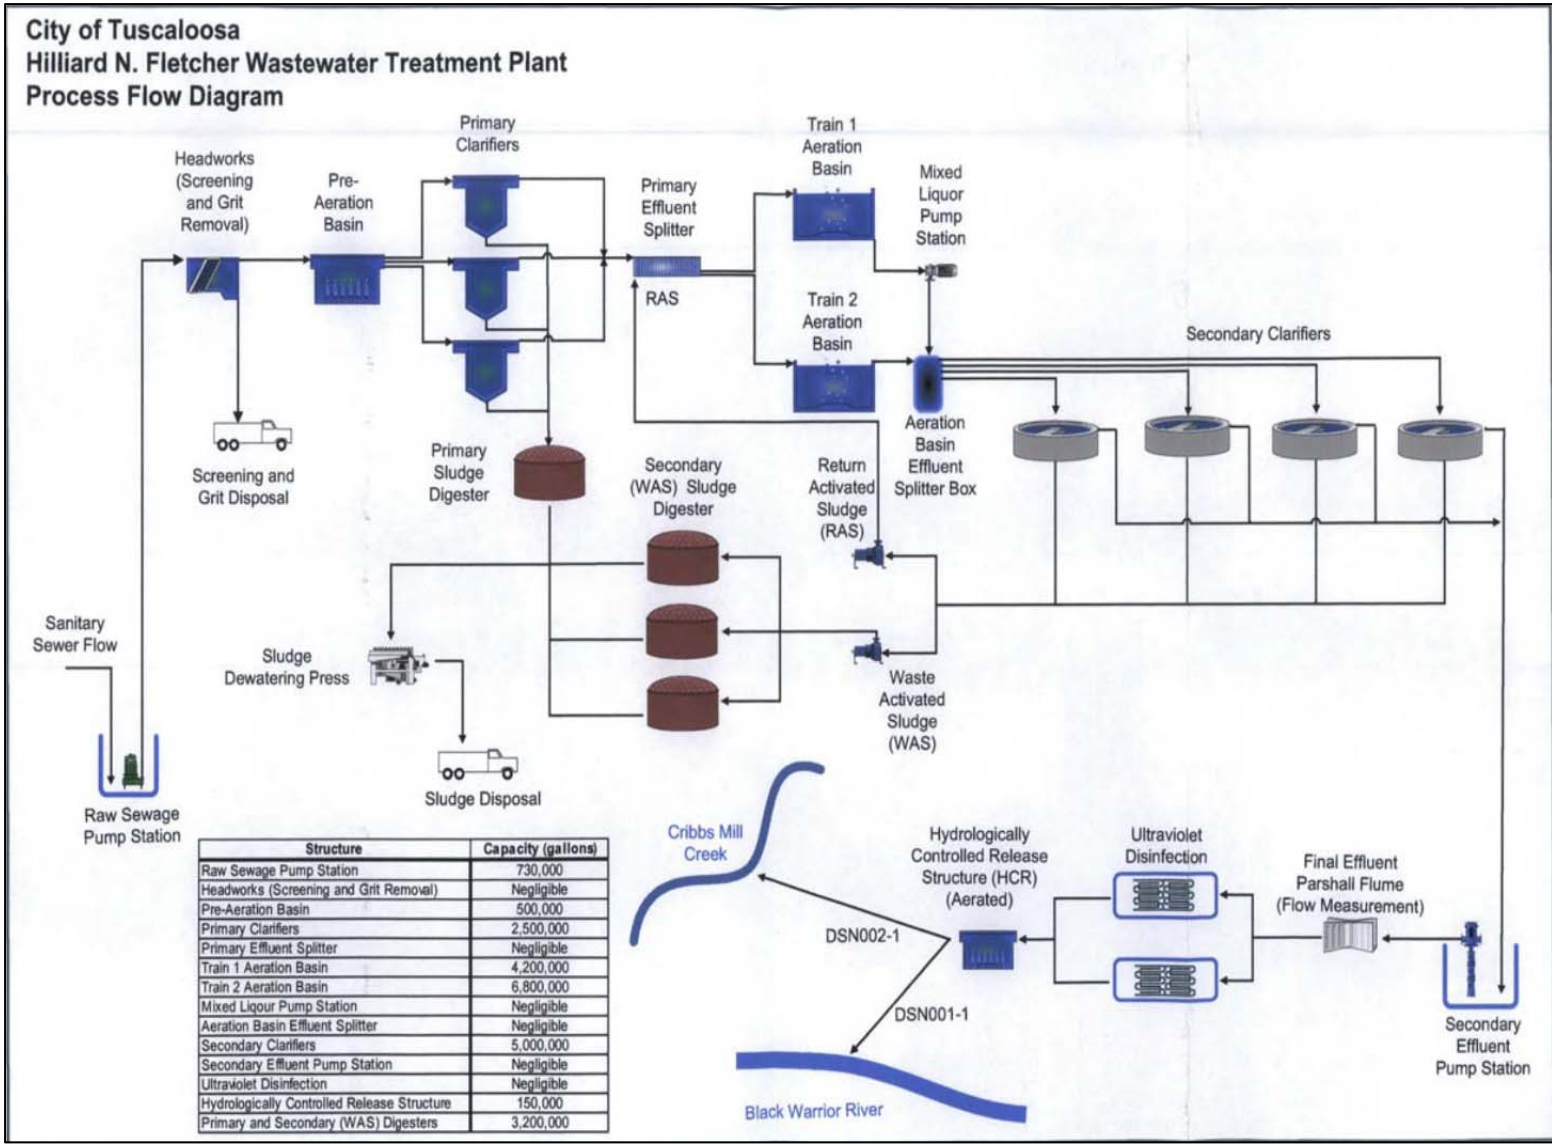 City of Tuscaloosa
Hilliard N. Fletcher Wastewater Treatment Plant
Process Flow Diagram
Primary
Clarifiers
Headworks
(Screening
and Grit
Removal)
Pre-
Aeration
Basin
Primary
Effluent
Splitter
RAS
Train 1
Aeration
Basin
Mixed
Liquor
Pump
Station
Train 2
Aeration
Basin
Secondary Clarifiers
Aeration
Basin
Effluent
Splitter Box
Screening and
Grit Disposal
Primary
Sludge
Digester
Secondary
(WAS) Sludge
Digester
Return
Activated
Sludge
(RAS)
Sanitary
Sewer Flow
Sludge
Dewatering Press
Waste
Activated
Sludge
(WAS)
Sludge Disposal
Raw Sewage
Pump Station
Cribbs Mill
Creek
Hydrologically
Controlled Release
Structure (HCR)
(Aerated)
Ultraviolet
Disinfection
Final Effluent
Parshall Flume
(Flow Measurement)
DSN002-1
DSN001-1
Secondary
Effluent
Pump Station
Black Warrior River
Structure Capacity (gallons)
Raw Sewage Pump Station 730,000
Headworks (Screening and Grit Removal) Negligible
Pre-Aeration Basin 500,000
Primary Clarifiers 2,500,000
Primary Effluent Splitter Negligible
Train 1 Aeration Basin 4,200,000
Train 2 Aeration Basin 6,800,000
Mixed Liqour Pump Station Negligible
Aeration Basin Effluent Splitter Negligible
Secondary Clarifiers 5,000,000
Secondary Effluent Pump Station Negligible
Ultraviolet Disinfection Negligible
Hydrologically Controlled Release Structure 150,000
Primary and Secondary (WAS) Digesters 3,200,000